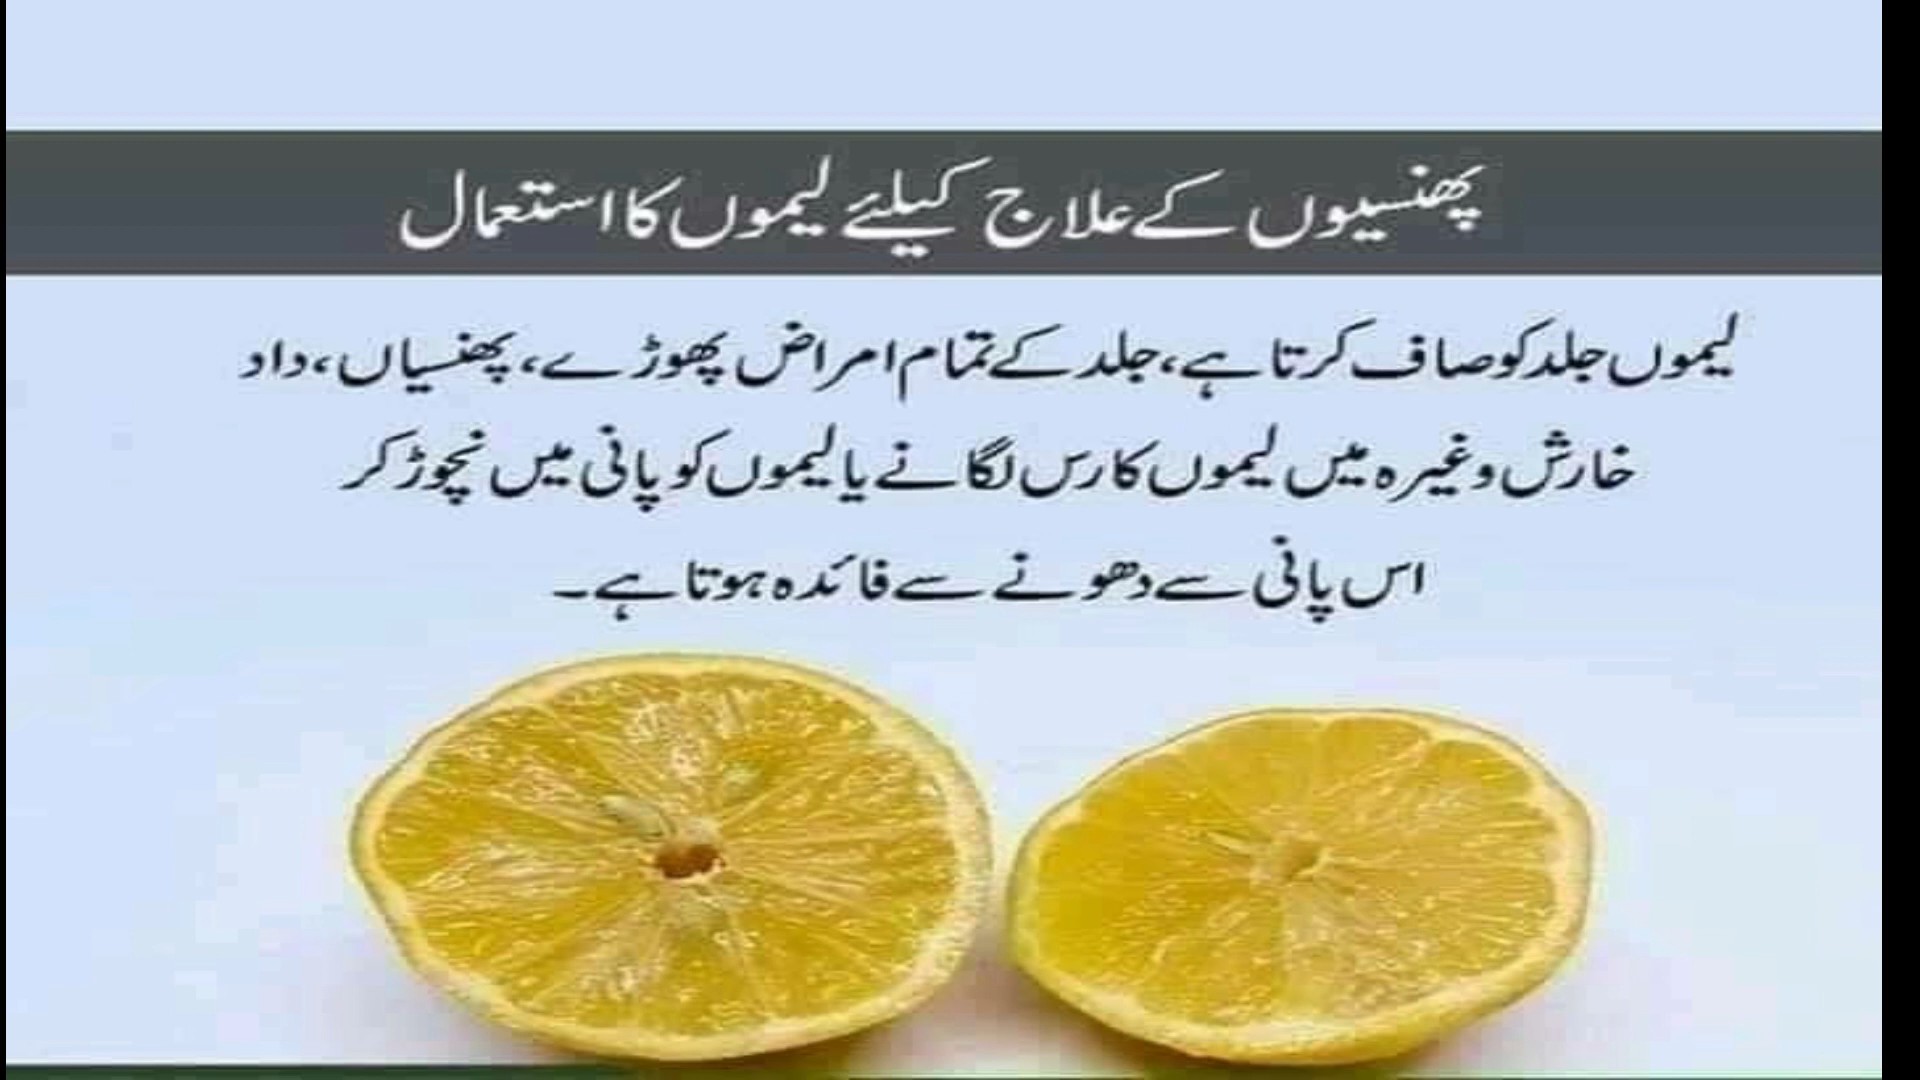 پھنسیوں کے علاج کیلئے لیموں کا استعمال
لیموں جلد کو صاف کرتا ہے، جلد کے تمام امراض پھوڑے، پھنسیاں، داد
خارش وغیرہ میں لیموں کا رس لگانے یا لیموں کو پانی میں نچوڑ کر
اس پانی سے دھونے سے فائدہ ہوتا ہے۔